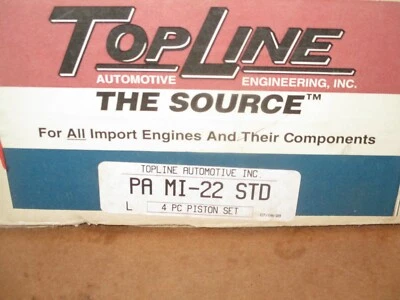 TOPLINE
AUTOMOTIVE ENGINEERING, INC.
THE SOURCE™
For All Import Engines And Their Components
TOPLINE AUTOMOTIVE INC.
PA MI-22 STD
L 4 PC PISTON SET